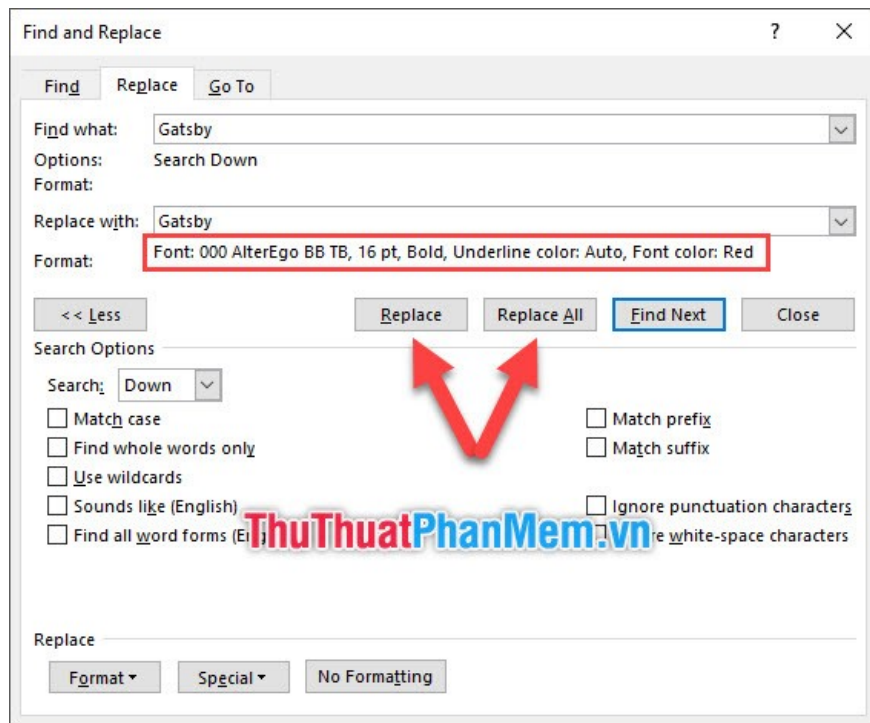 Find and Replace ?
Find Replace Go To
Find what: Gatsby
Options: Search Down
Format:
Replace with: Gatsby
Format: Font: 000 AlterEgo BB TB, 16 pt, Bold, Underline color: Auto, Font color: Red
<< Less Replace Replace All Find Next Close
Search Options
Search: Down
Match case Match prefix
Find whole words only Match suffix
Use wildcards
Sounds like (English) Ignore punctuation characters
Find all word forms white-space characters
ThuThuatPhanMem.vn
Replace
Format Special No Formatting